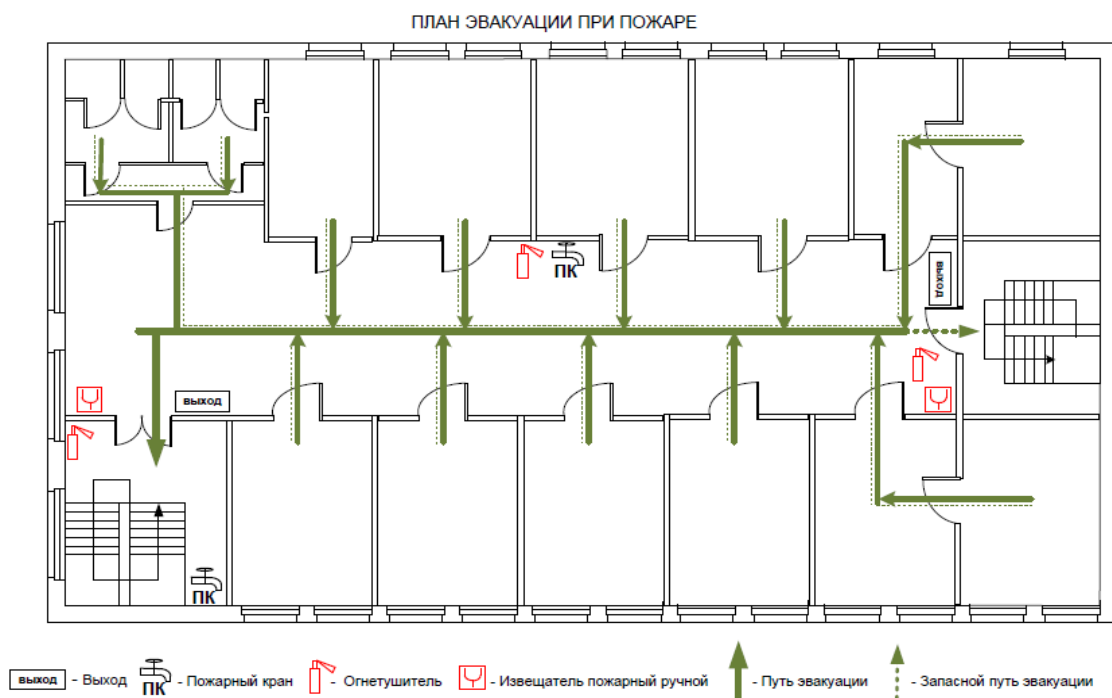 ПЛАН ЭВАКУАЦИИ ПРИ ПОЖАРЕ
ПК
ВЫХОД
ВЫХОД
ПК
ВЫХОД - Выход ПК - Пожарный кран - Огнетушитель - Извещатель пожарный ручной - Путь эвакуации - Запасной путь эвакуации